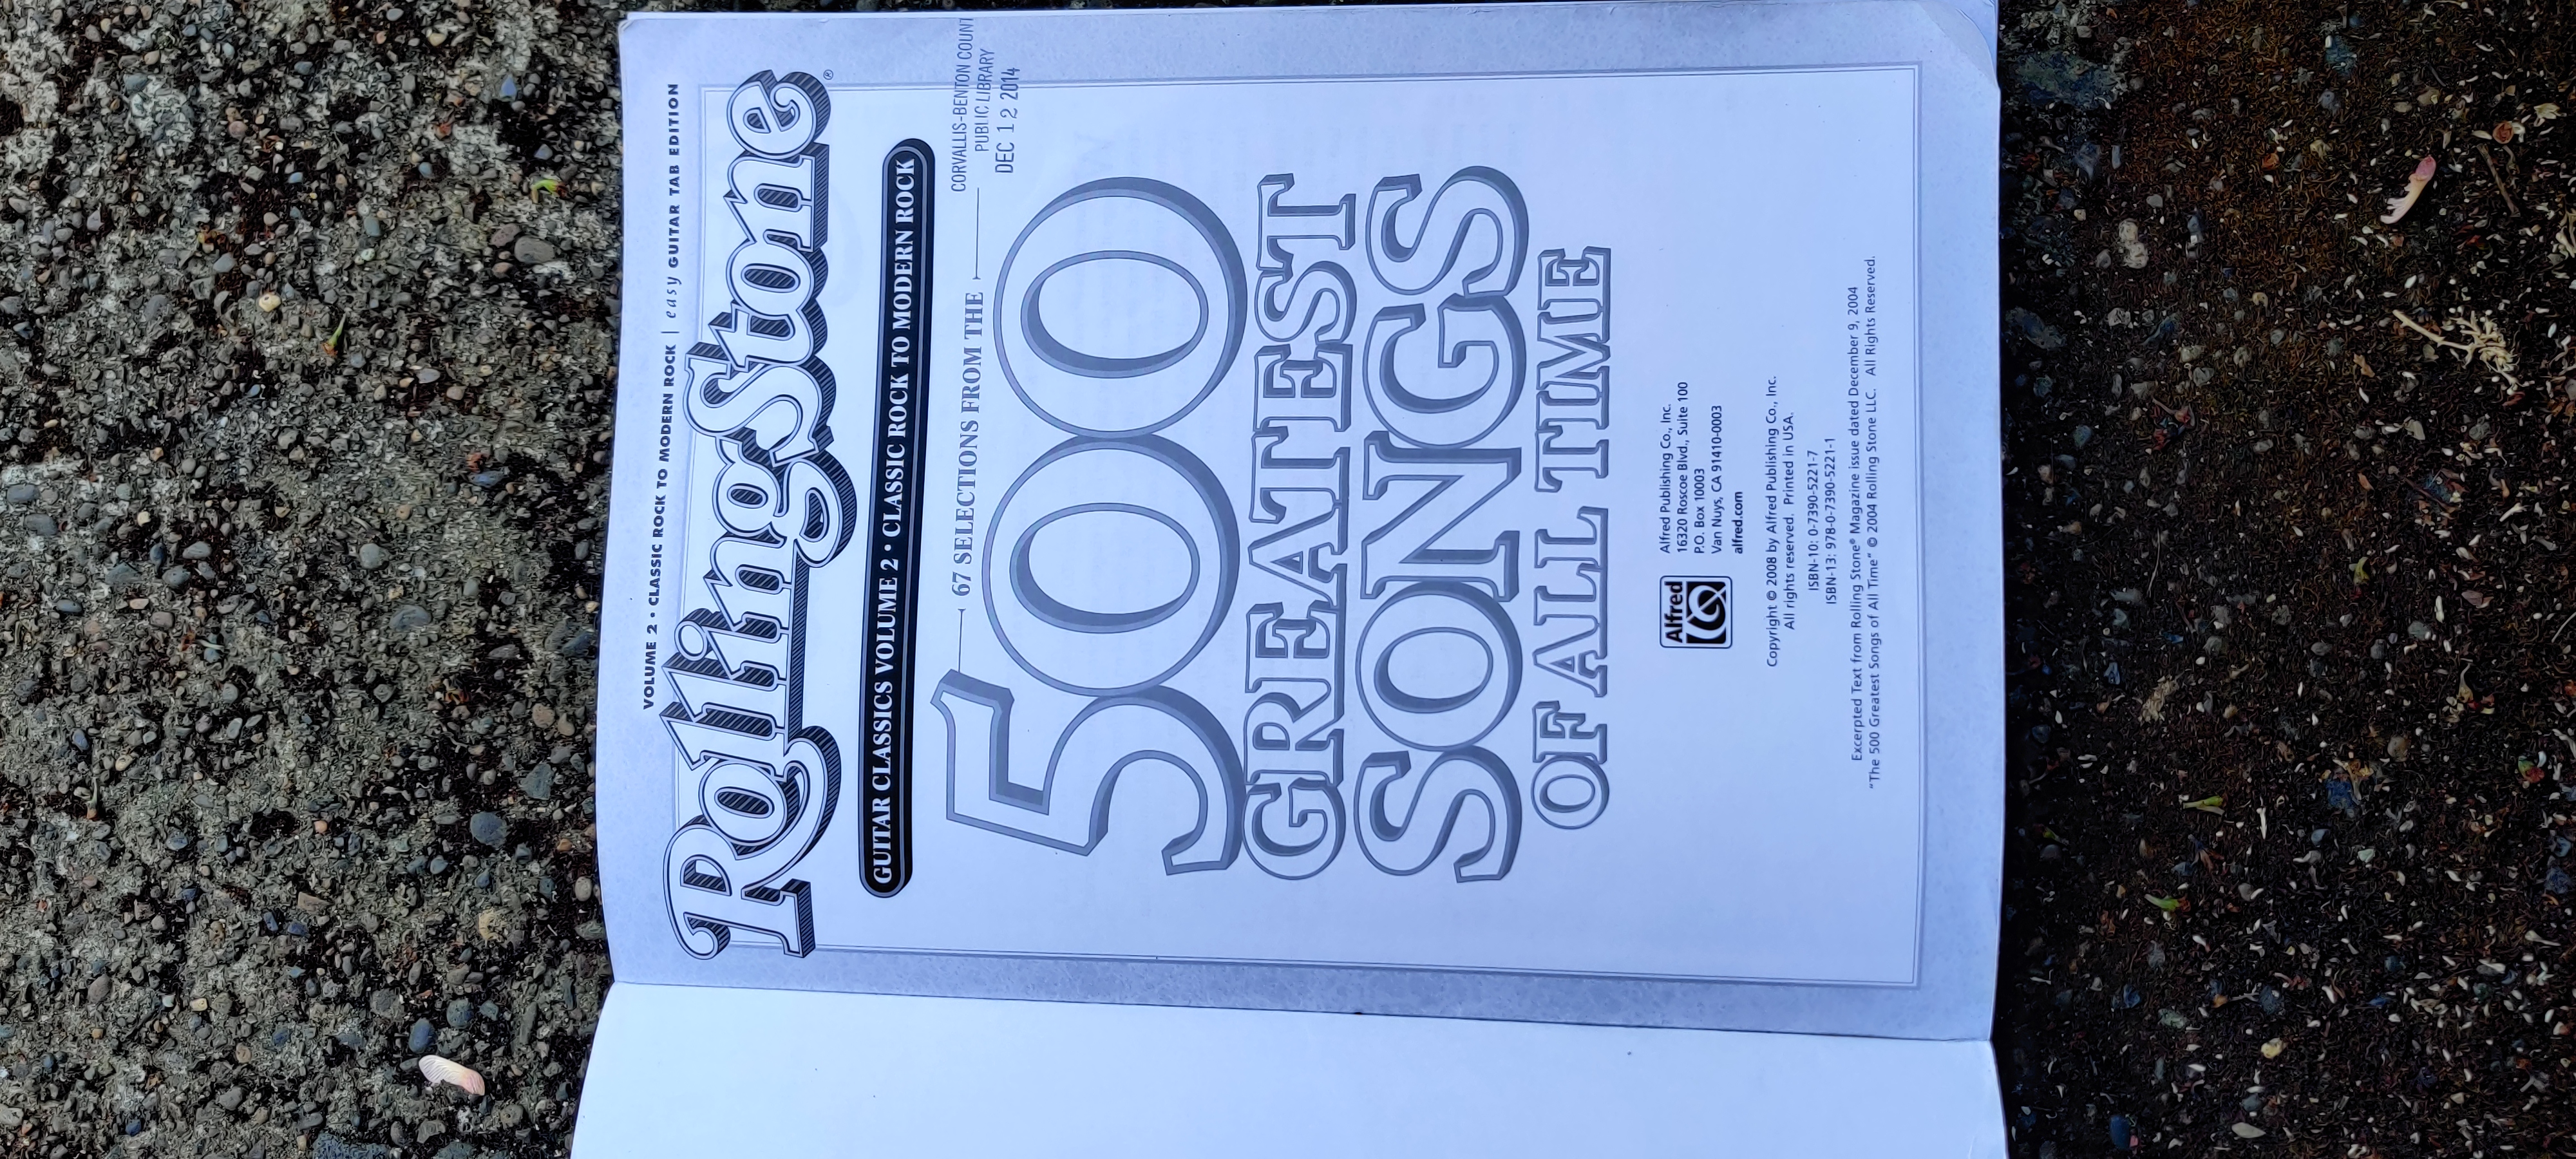 VOLUME 2 • CLASSIC ROCK TO MODERN ROCK | easy GUITAR TAB EDITION
RollingStone®
GUITAR CLASSICS VOLUME 2 • CLASSIC ROCK TO MODERN ROCK
CORVALLIS-BENTON COUNT
PUBLIC LIBRARY
DEC 12 2014
67 SELECTIONS FROM THE
500
GREATEST
SONGS
OF ALL TIME
Alfred
Alfred Publishing Co., Inc.
16320 Roscoe Blvd., Suite 100
P.O. Box 10003
Van Nuys, CA 91410-0003
alfred.com
Copyright © 2008 by Alfred Publishing Co., Inc.
All rights reserved. Printed in USA.
ISBN-10: 0-7390-5221-7
ISBN-13: 978-0-7390-5221-1
Excerpted Text from Rolling Stone® Magazine issue dated December 9, 2004
"The 500 Greatest Songs of All Time" © 2004 Rolling Stone LLC. All Rights Reserved.